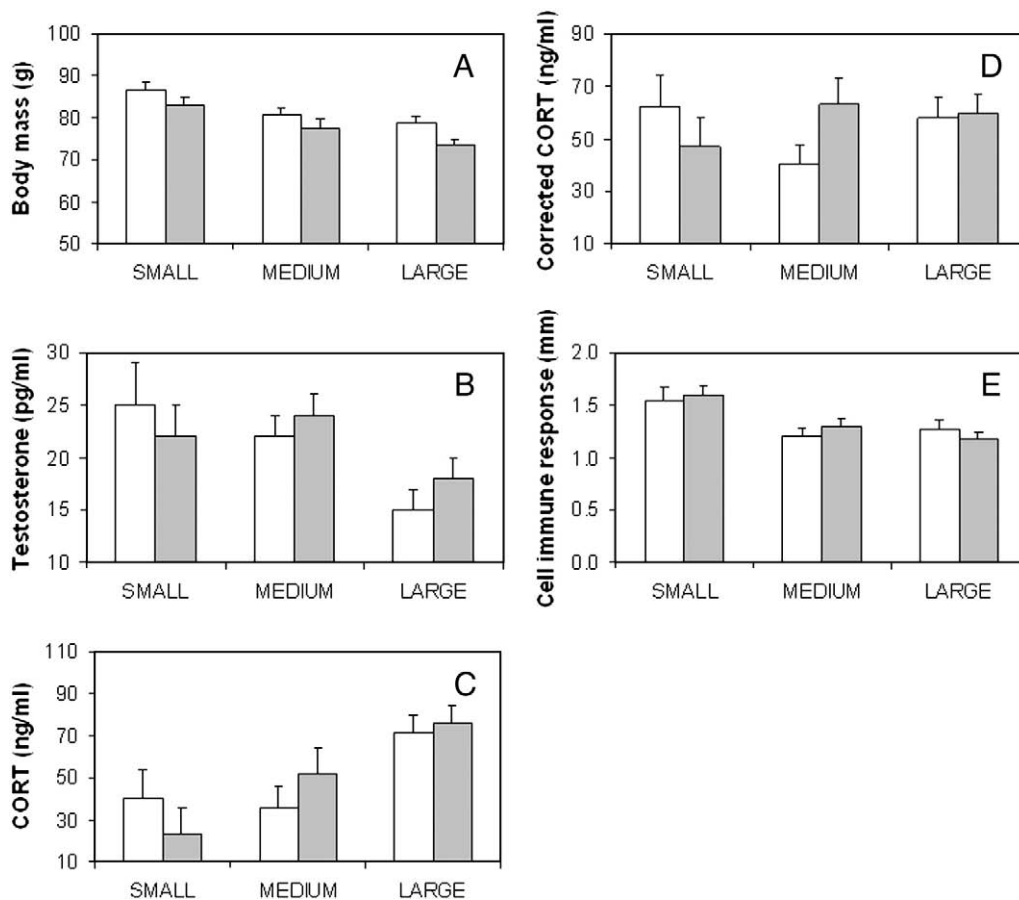 Body mass (g)
100
90
80
70
60
50
A
SMALL MEDIUM LARGE
Testosterone (pg/ml)
30
25
20
15
10
B
SMALL MEDIUM LARGE
CORT (ng/ml)
110
90
70
50
30
10
C
SMALL MEDIUM LARGE
Corrected CORT (ng/ml)
90
70
50
30
10
D
SMALL MEDIUM LARGE
Cell immune response (mm)
2.0
1.5
1.0
0.5
0.0
E
SMALL MEDIUM LARGE